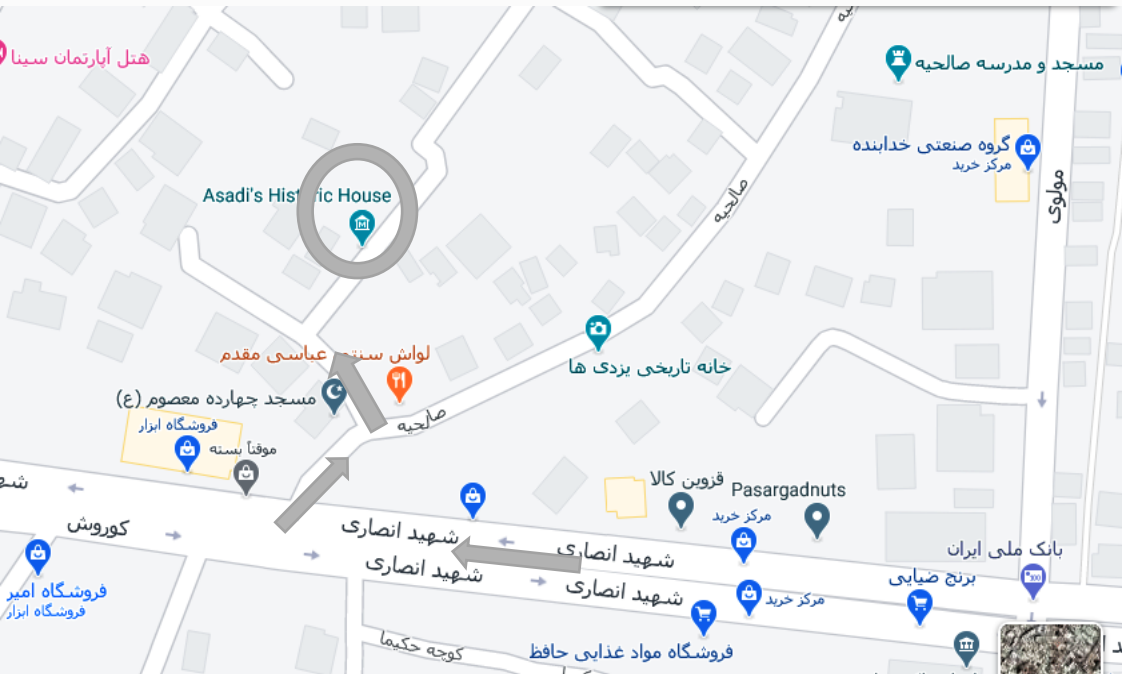 هتل آپارتمان سینا
مسجد و مدرسه صالحیه
گروه صنعتی خدابنده
مرکز خرید
مولوی
Asadi's Historic House
صالحیه
لواش سنتی عباسی مقدم
خانه تاریخی یزدی ها
مسجد چهارده معصوم (ع)
صالحیه
فروشگاه ابزار
موقتاً بسته
قزوین کالا
Pasargadnuts
مرکز خرید
کوروش
شهید انصاری
شهید انصاری
بانک ملی ایران
شهید انصاری
شهید انصاری
برنج ضیایی
مرکز خرید
فروشگاه امیر
فروشگاه ابزار
کوچه حکیما
فروشگاه مواد غذایی حافظ